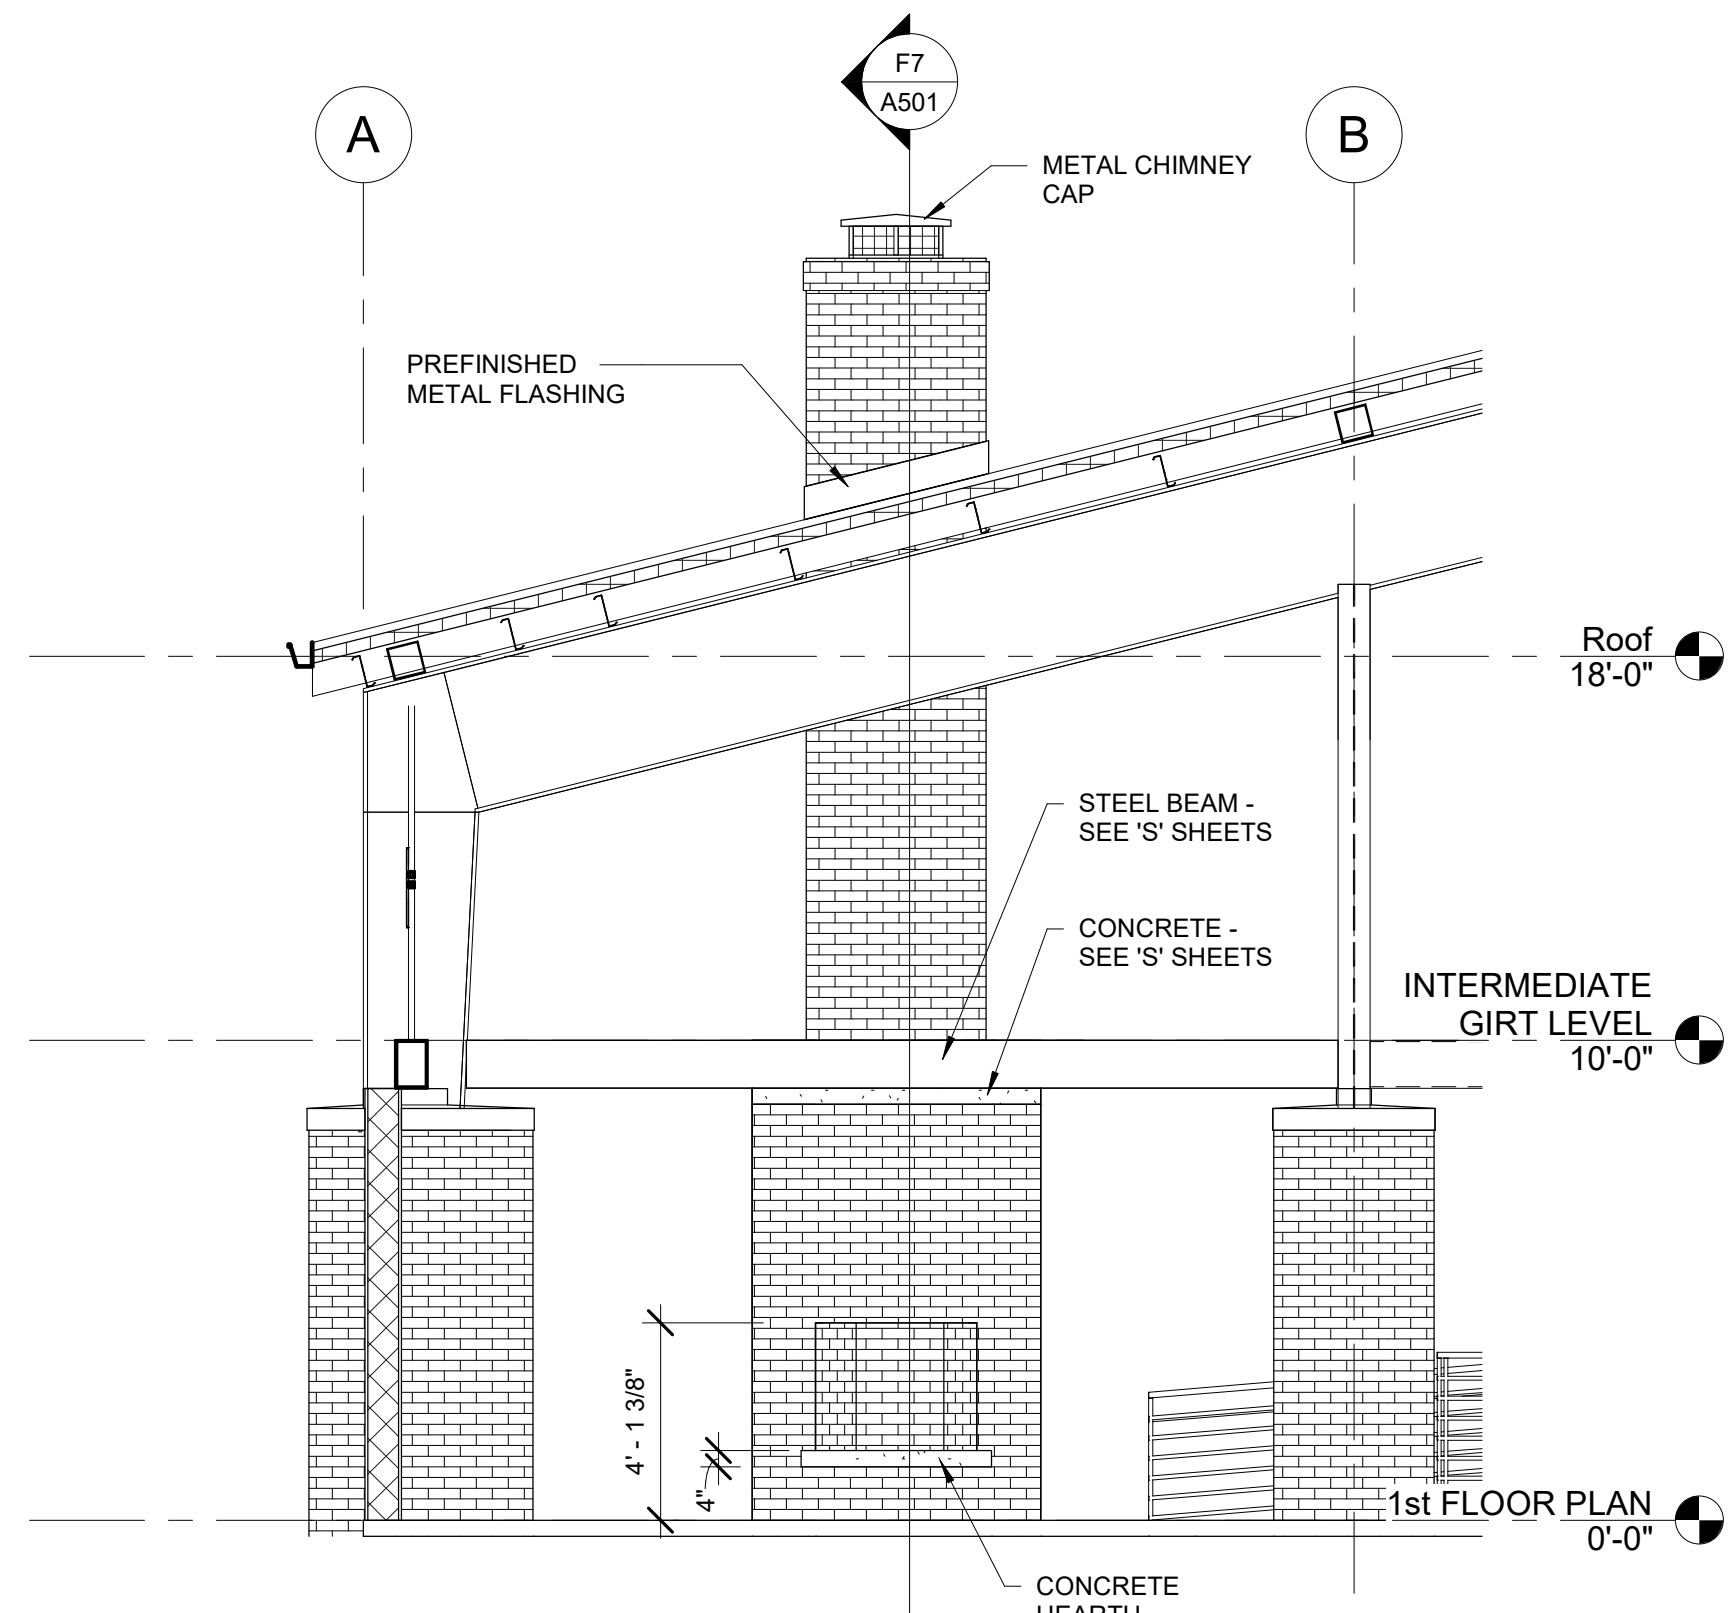 F7
A501
A
B
METAL CHIMNEY
CAP
PREFINISHED
METAL FLASHING
Roof
18'-0"
STEEL BEAM -
SEE 'S' SHEETS
CONCRETE -
SEE 'S' SHEETS
INTERMEDIATE
GIRT LEVEL
10'-0"
4' - 1 3/8"
4"
1st FLOOR PLAN
0'-0"
CONCRETE
HEARTH